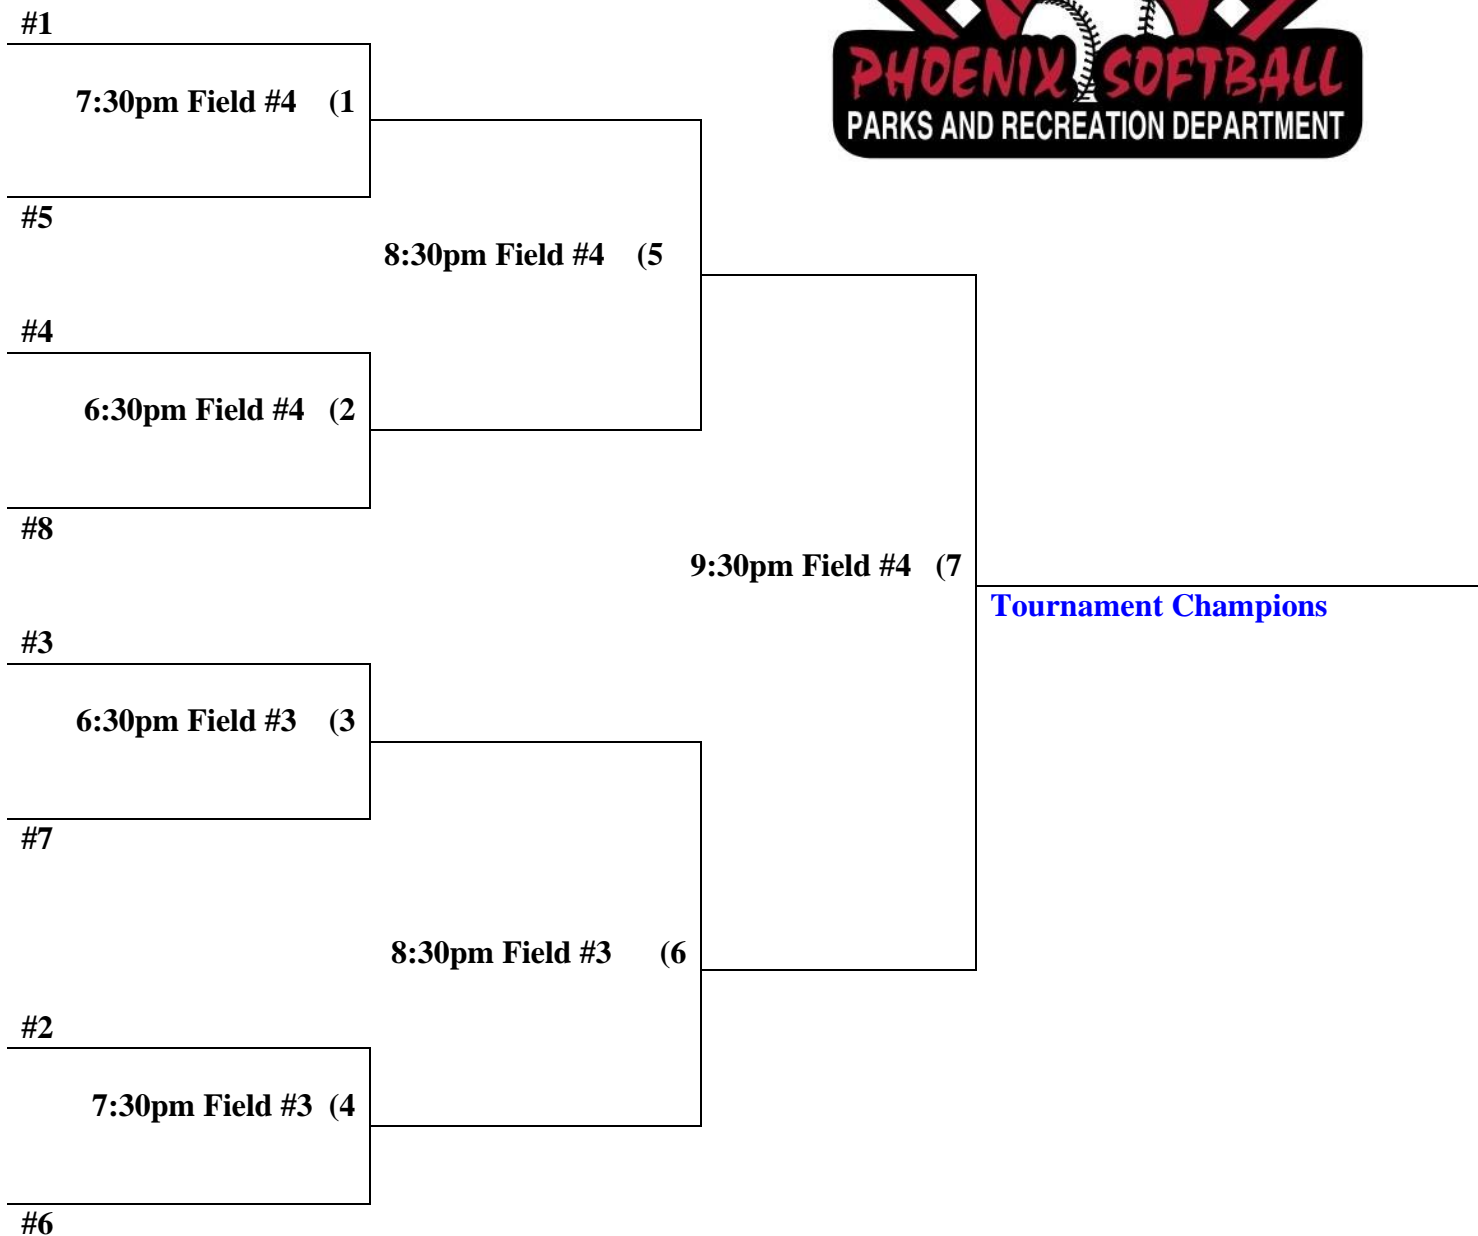 #1
PHOENIX SOFTBALL
PARKS AND RECREATION DEPARTMENT
7:30pm Field #4 (1
#5
8:30pm Field #4 (5
#4
6:30pm Field #4 (2
#8
9:30pm Field #4 (7
Tournament Champions
#3
6:30pm Field #3 (3
#7
8:30pm Field #3 (6
#2
7:30pm Field #3 (4
#6